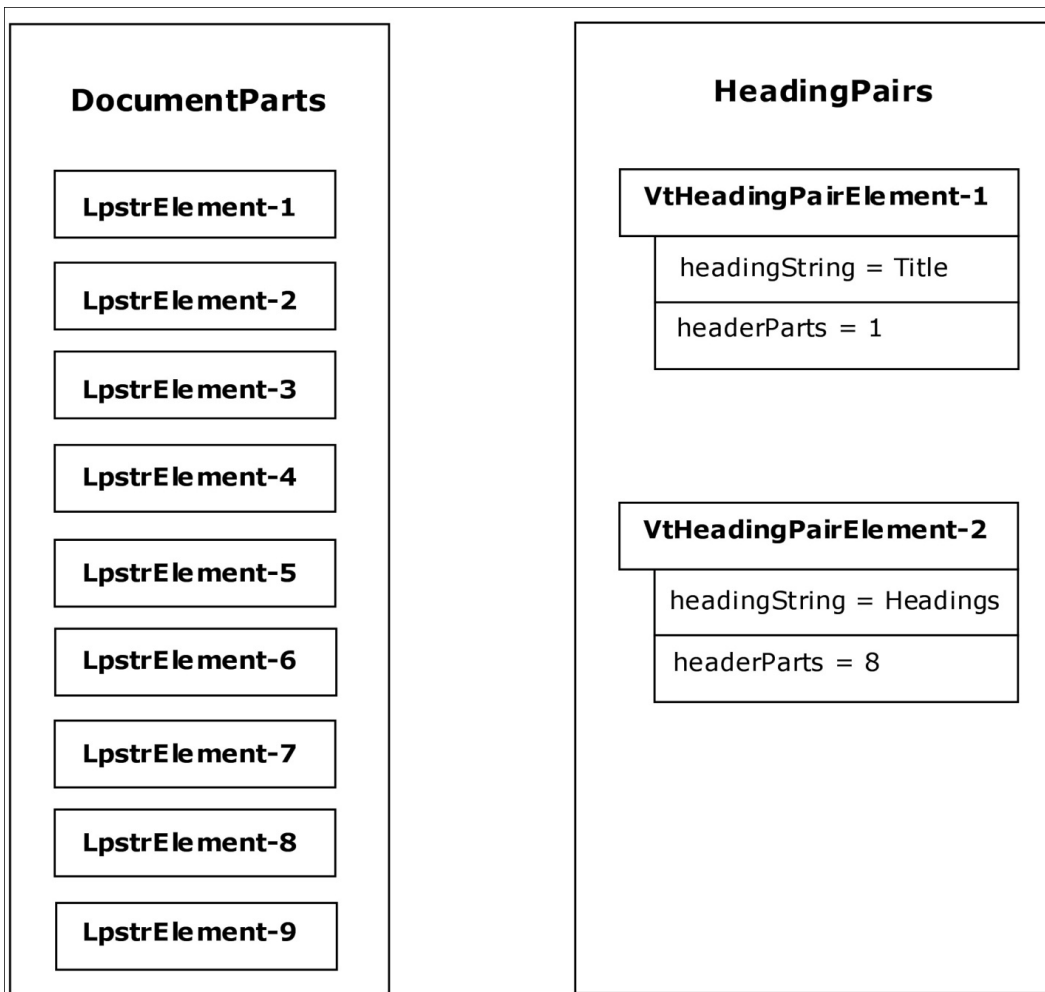 DocumentParts
LpstrElement-1
LpstrElement-2
LpstrElement-3
LpstrElement-4
LpstrElement-5
LpstrElement-6
LpstrElement-7
LpstrElement-8
LpstrElement-9
HeadingPairs
VtHeadingPairElement-1
headingString = Title
headerParts = 1
VtHeadingPairElement-2
headingString = Headings
headerParts = 8